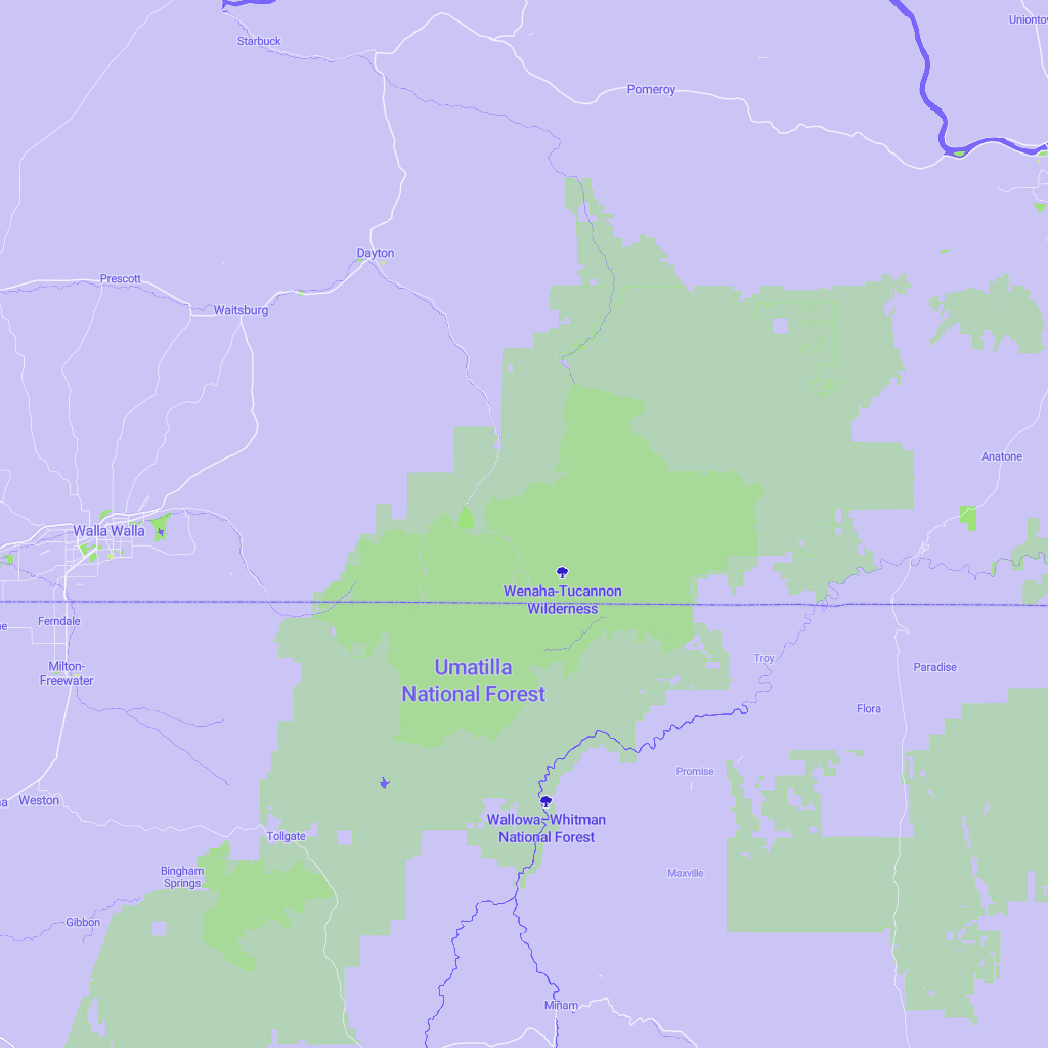 Starbuck
Pomeroy
Dayton
Prescott
Waitsburg
Anatone
Walla Walla
Wenaha-Tucannon
Wilderness
Ferndale
Umatilla
National Forest
Troy
Milton-
Freewater
Paradise
Flora
Promise
Weston
Wallowa-Whitman
National Forest
Tollgate
Bingham
Springs
Maxville
Gibbon
Minam